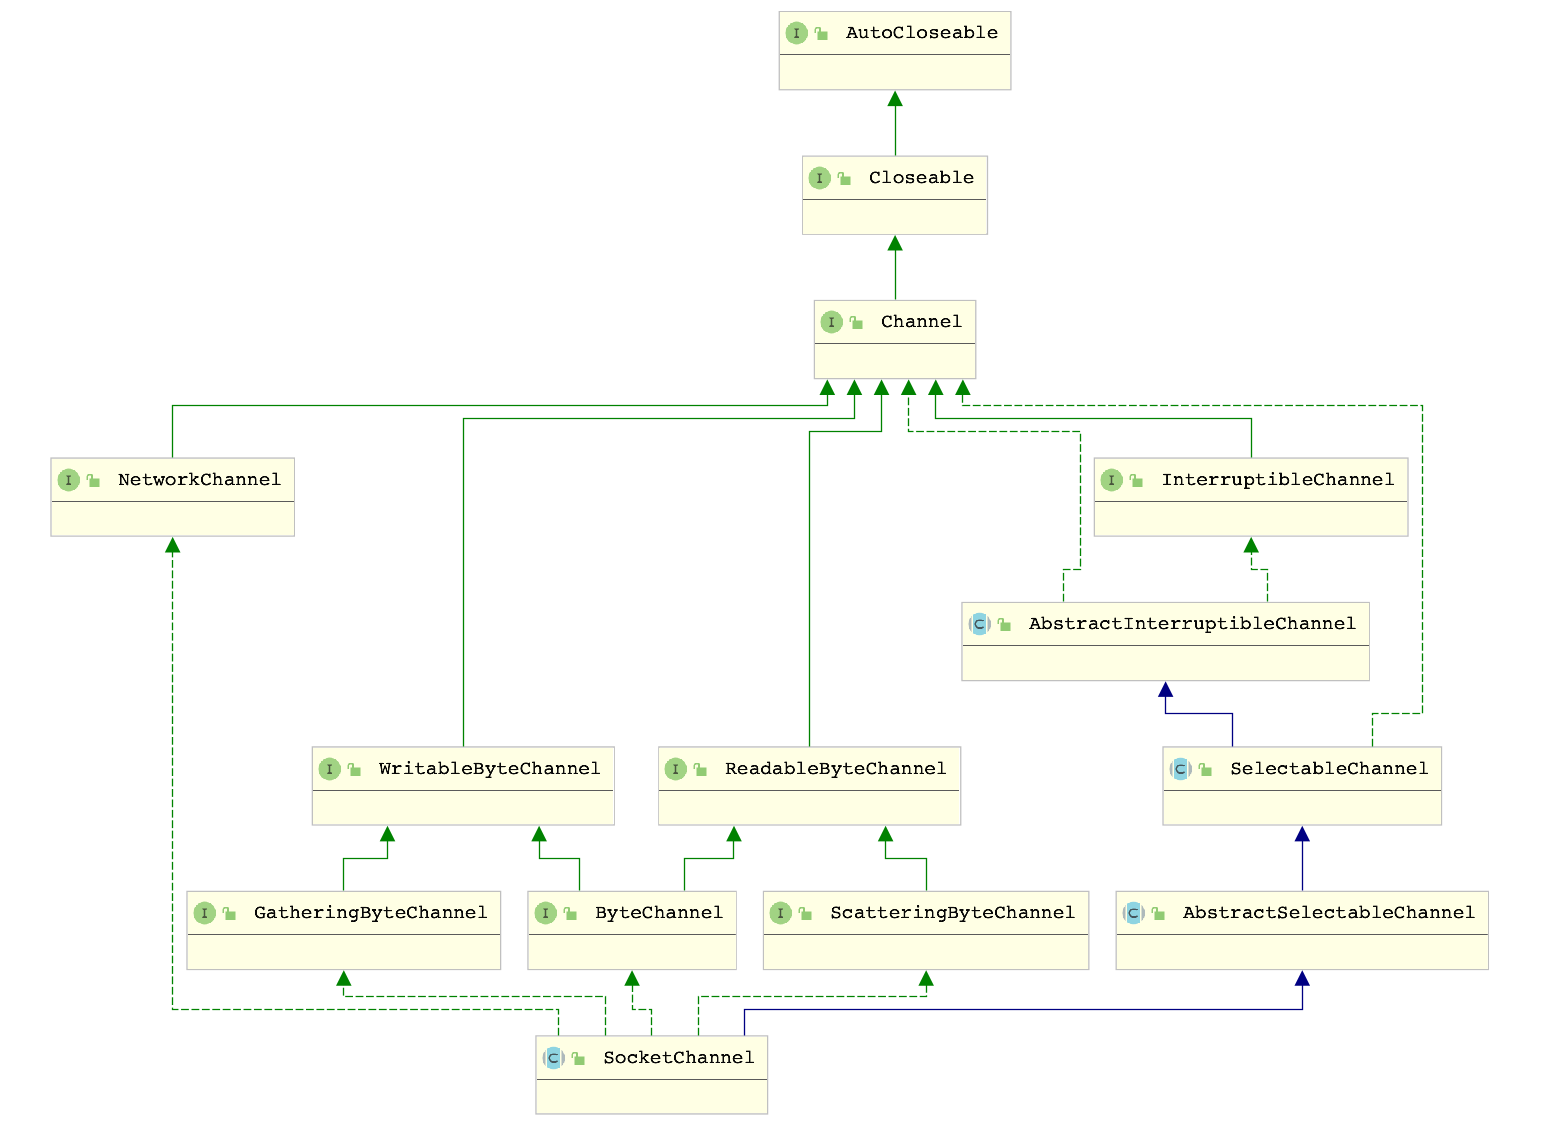 I AutoCloseable
I Closeable
I Channel
I NetworkChannel
I InterruptibleChannel
C AbstractInterruptibleChannel
I WritableByteChannel
I ReadableByteChannel
C SelectableChannel
I GatheringByteChannel
I ByteChannel
I ScatteringByteChannel
C AbstractSelectableChannel
C SocketChannel